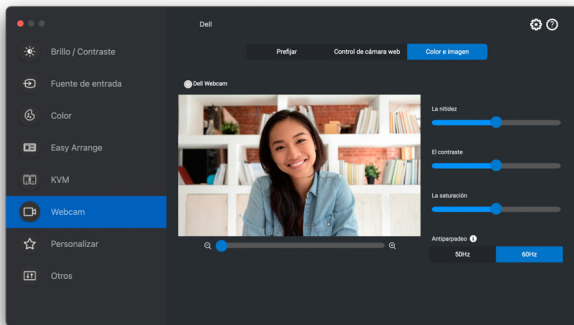 Dell
Brillo / Contraste
Fuente de entrada
Color
Easy Arrange
KVM
Webcam
Personalizar
Otros
Prefijar
Control de cámara web
Color e imagen
Dell Webcam
La nitidez
El contraste
La saturación
Antiparpadeo
50Hz
60Hz